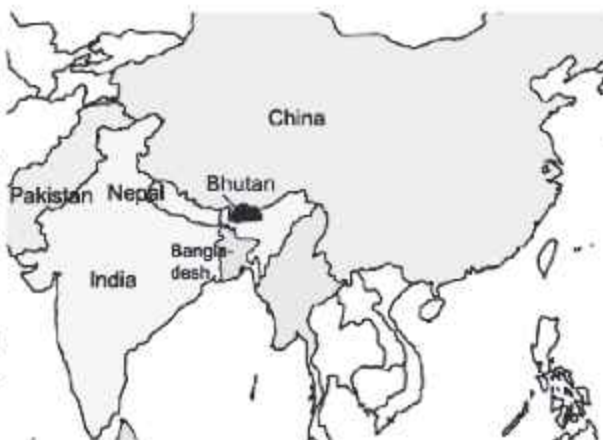 China
Pakistan
Nepal
Bhutan
Bangla-
desh
India